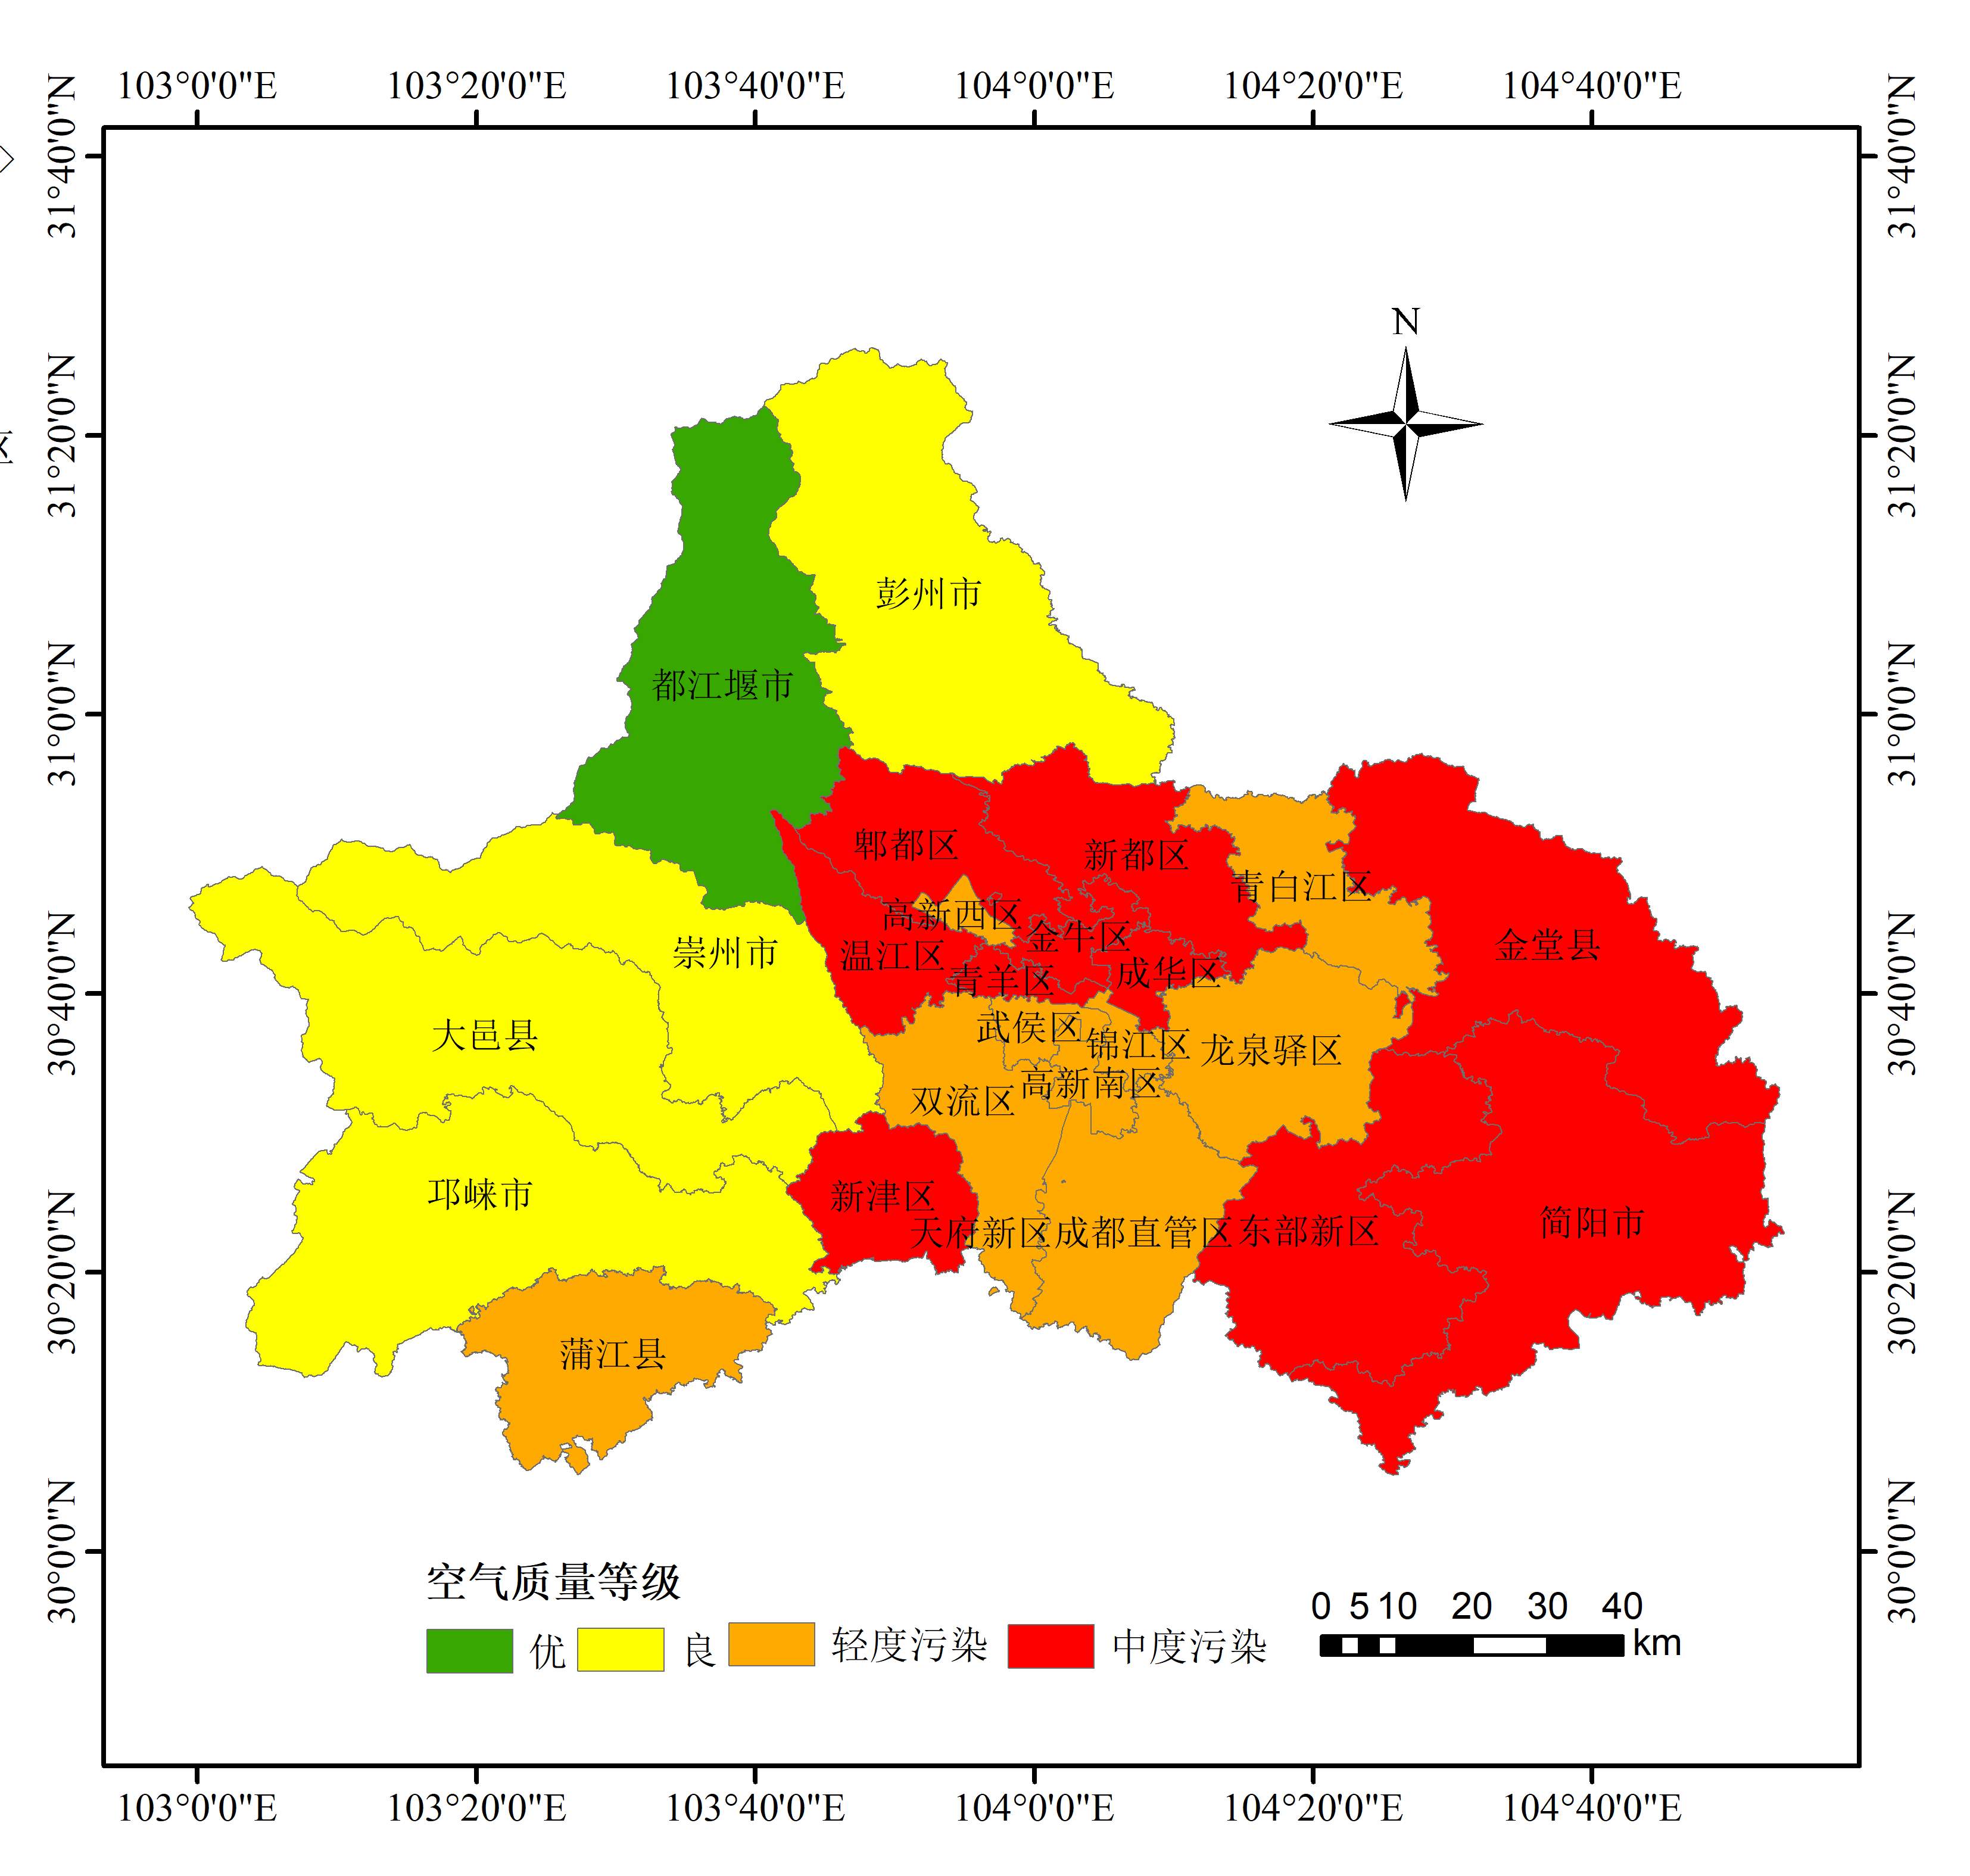 103°0'0"E 103°20'0"E 103°40'0"E 104°0'0"E 104°20'0"E 104°40'0"E
31°40'0"N 31°40'0"N
N
31°20'0"N 31°20'0"N
区
彭州市
都江堰市
31°0'0"N 31°0'0"N
郫都区
新都区
青白江区
高新西区
金牛区
金堂县
崇州市
温江区
成华区
青羊区
30°40'0"N 30°40'0"N
大邑县
武侯区
锦江区
龙泉驿区
高新南区
双流区
邛崃市
新津区
天府新区成都直管区
东部新区
简阳市
30°20'0"N 30°20'0"N
蒲江县
30°0'0"N 30°0'0"N
空气质量等级
优 良 轻度污染 中度污染
0 5 10 20 30 40
km
103°0'0"E 103°20'0"E 103°40'0"E 104°0'0"E 104°20'0"E 104°40'0"E